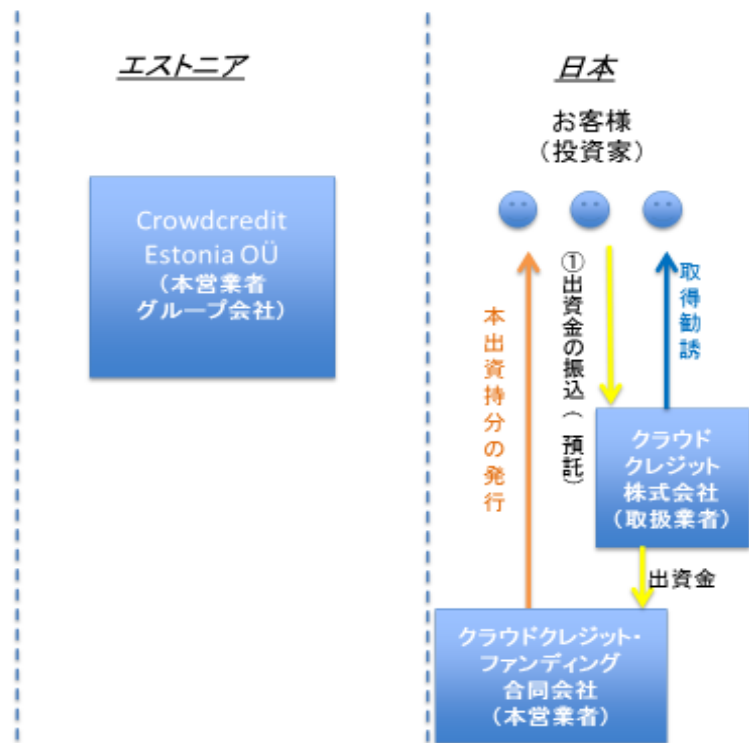 エストニア
日本
お客様
（投資家）
Crowdcredit
Estonia OÜ
（本営業者
グループ会社）
本出資持分の発行
①出資金の振込（預託）
取得勧誘
クラウド
クレジット
株式会社
（取扱業者）
出資金
クラウドクレジット・
ファンディング
合同会社
（本営業者）